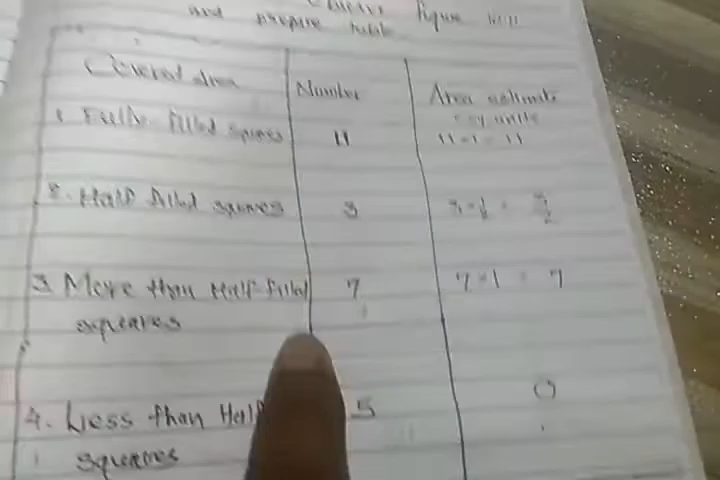 and prepare table
Covered area Number Area estimate
sq units
1. Fully filled squares 11 11 × 1 = 11
2. Half filled squares 3 3 × 1/2 = 3/2
3. More than Half-filled 7 7 × 1 = 7
squares
4. Less than Half 5 0
squares